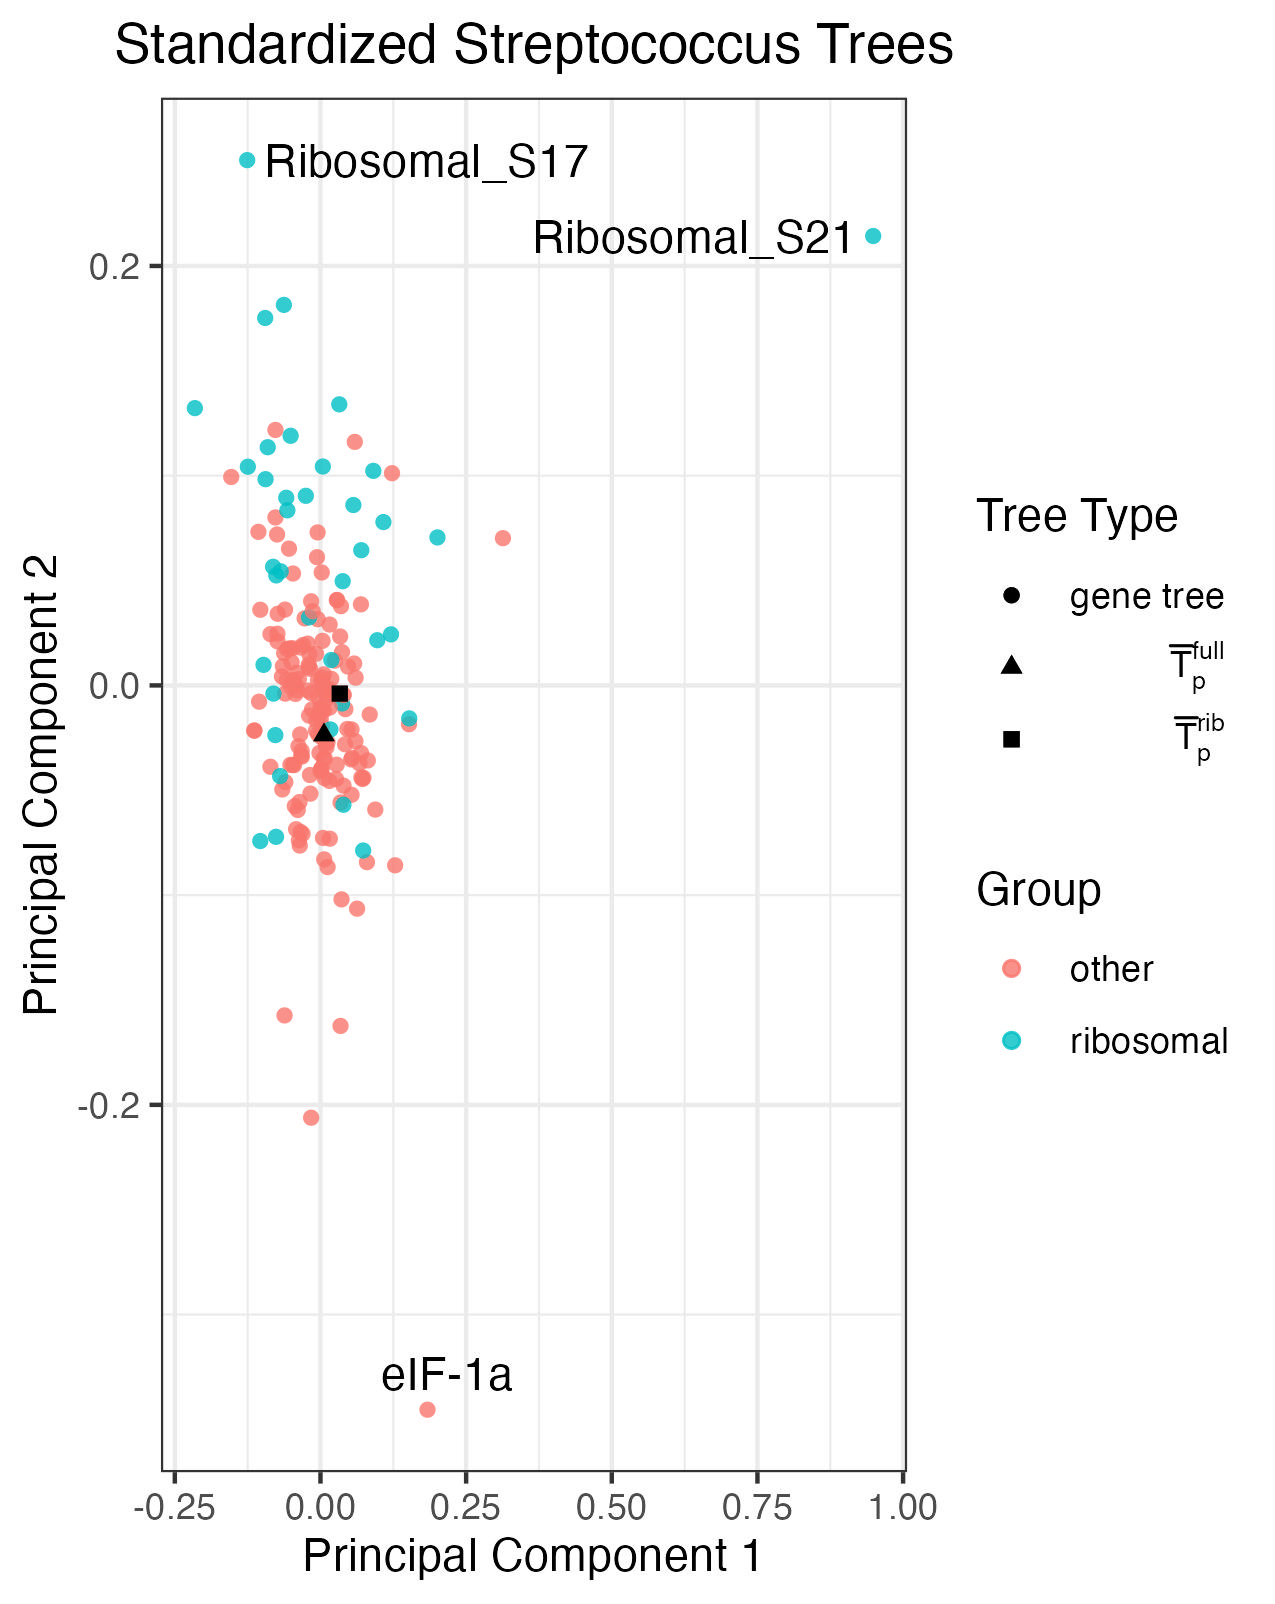 Standardized Streptococcus Trees
Ribosomal_S17
Ribosomal_S21
0.2
0.0
-0.2
Principal Component 2
eIF-1a
-0.25 0.00 0.25 0.50 0.75 1.00
Principal Component 1
Tree Type
gene tree
T̅ₚ^full
T̅ₚ^rib
Group
other
ribosomal